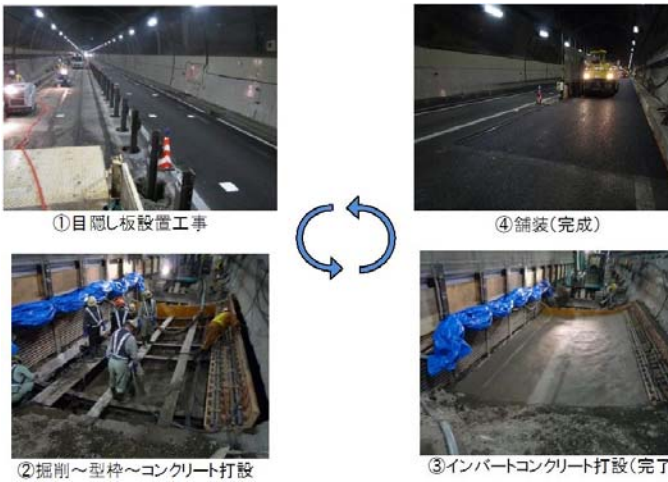 ①目隠し板設置工事
④舗装(完成)
②掘削～型枠～コンクリート打設
③インバートコンクリート打設(完了